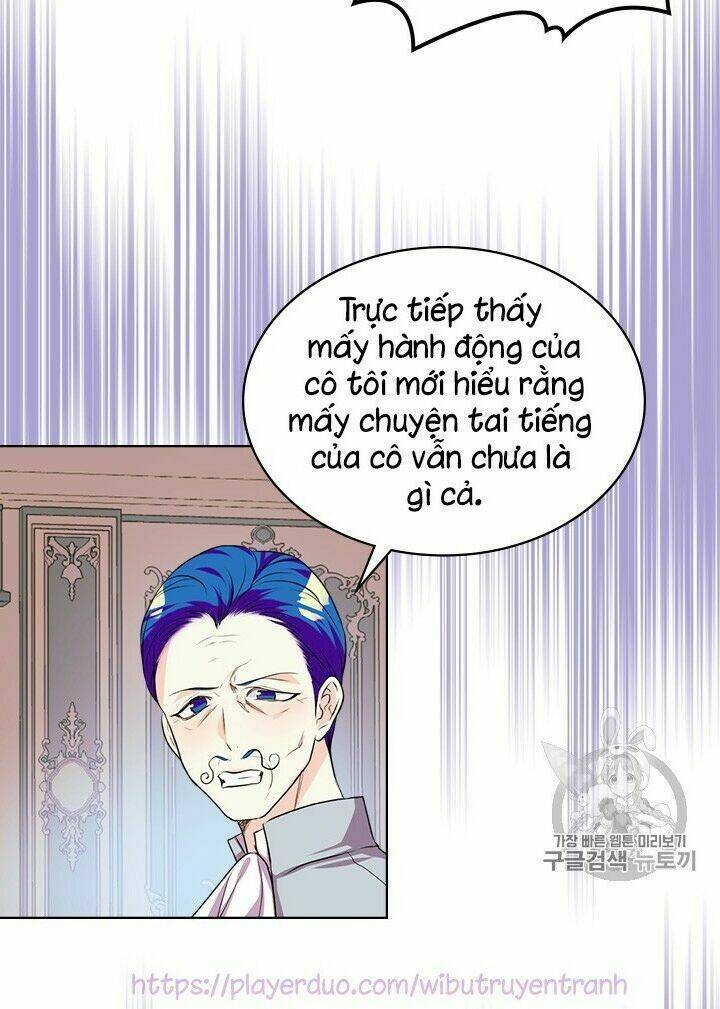 Trực tiếp thấy
mấy hành động của
cô tôi mới hiểu rằng
mấy chuyện tai tiếng
của cô vẫn chưa là
gì cả.
가장 빠른 웹툰 미리보기
구글검색 뉴토끼
https://playerduo.com/wibutruyentranh